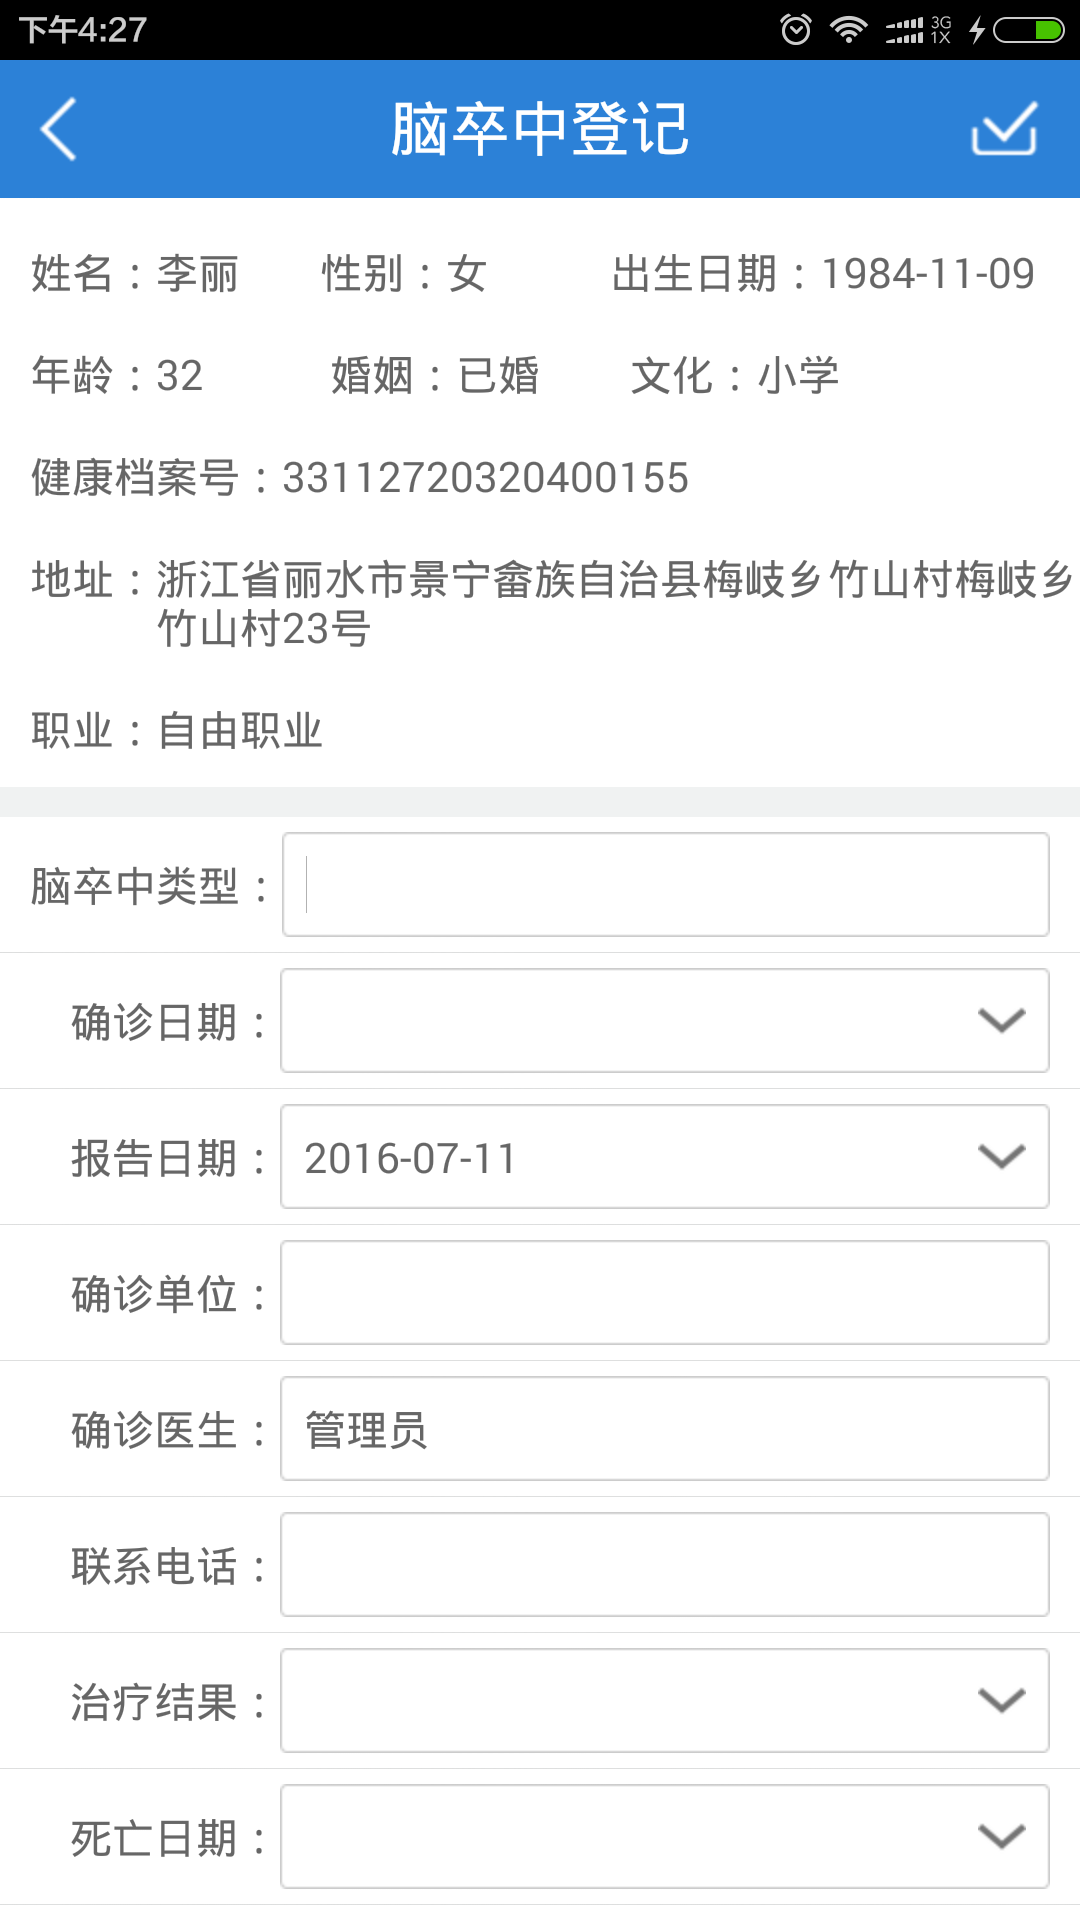 下午4:27
3G
1X
脑卒中登记
姓名：李丽 性别：女 出生日期：1984-11-09
年龄：32 婚姻：已婚 文化：小学
健康档案号：33112720320400155
地址：浙江省丽水市景宁畲族自治县梅岐乡竹山村梅岐乡
竹山村23号
职业：自由职业
脑卒中类型：
确诊日期：
报告日期：2016-07-11
确诊单位：
确诊医生：管理员
联系电话：
治疗结果：
死亡日期：